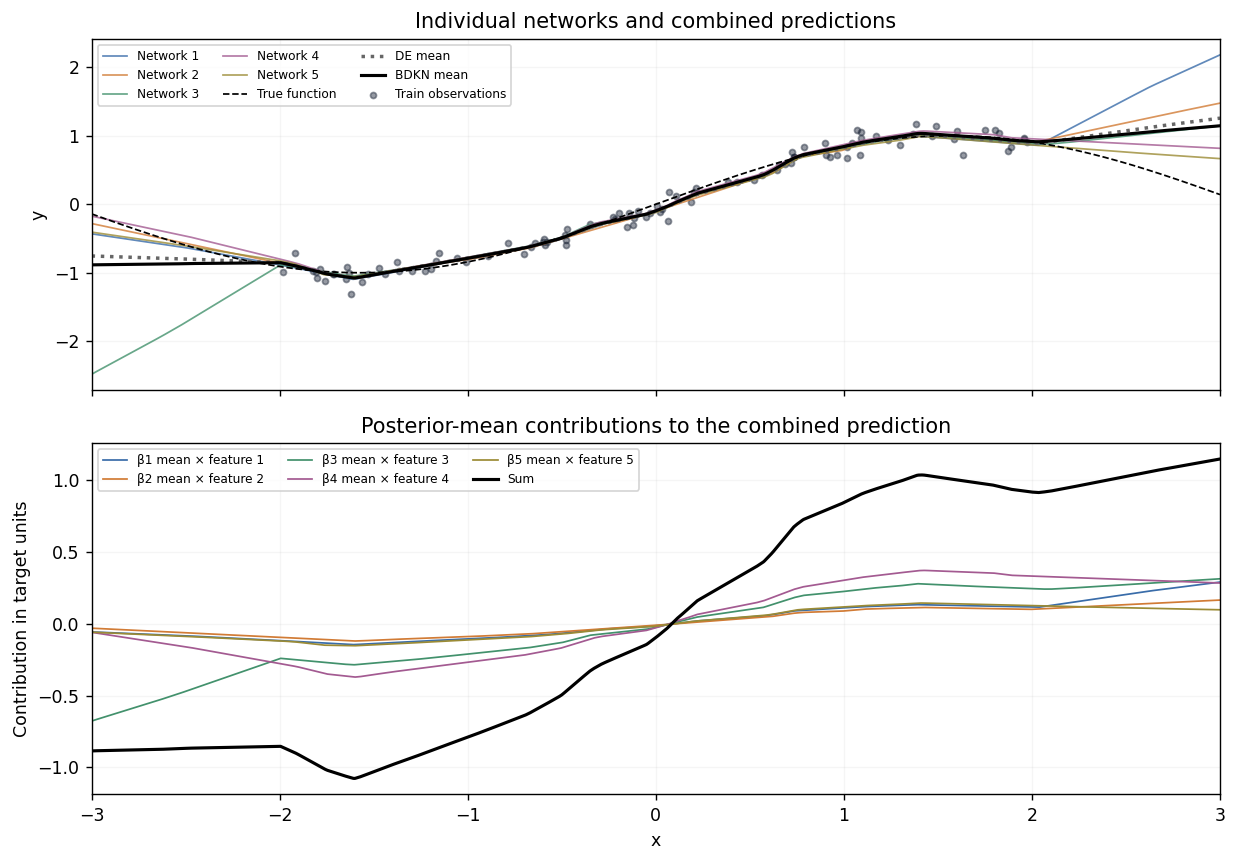 Individual networks and combined predictions
Network 1
Network 2
Network 3
Network 4
Network 5
True function
DE mean
BDKN mean
Train observations
2
1
0
−1
−2
y
Posterior-mean contributions to the combined prediction
β1 mean × feature 1
β2 mean × feature 2
β3 mean × feature 3
β4 mean × feature 4
β5 mean × feature 5
Sum
1.0
0.5
0.0
−0.5
−1.0
Contribution in target units
−3
−2
−1
0
1
2
3
x